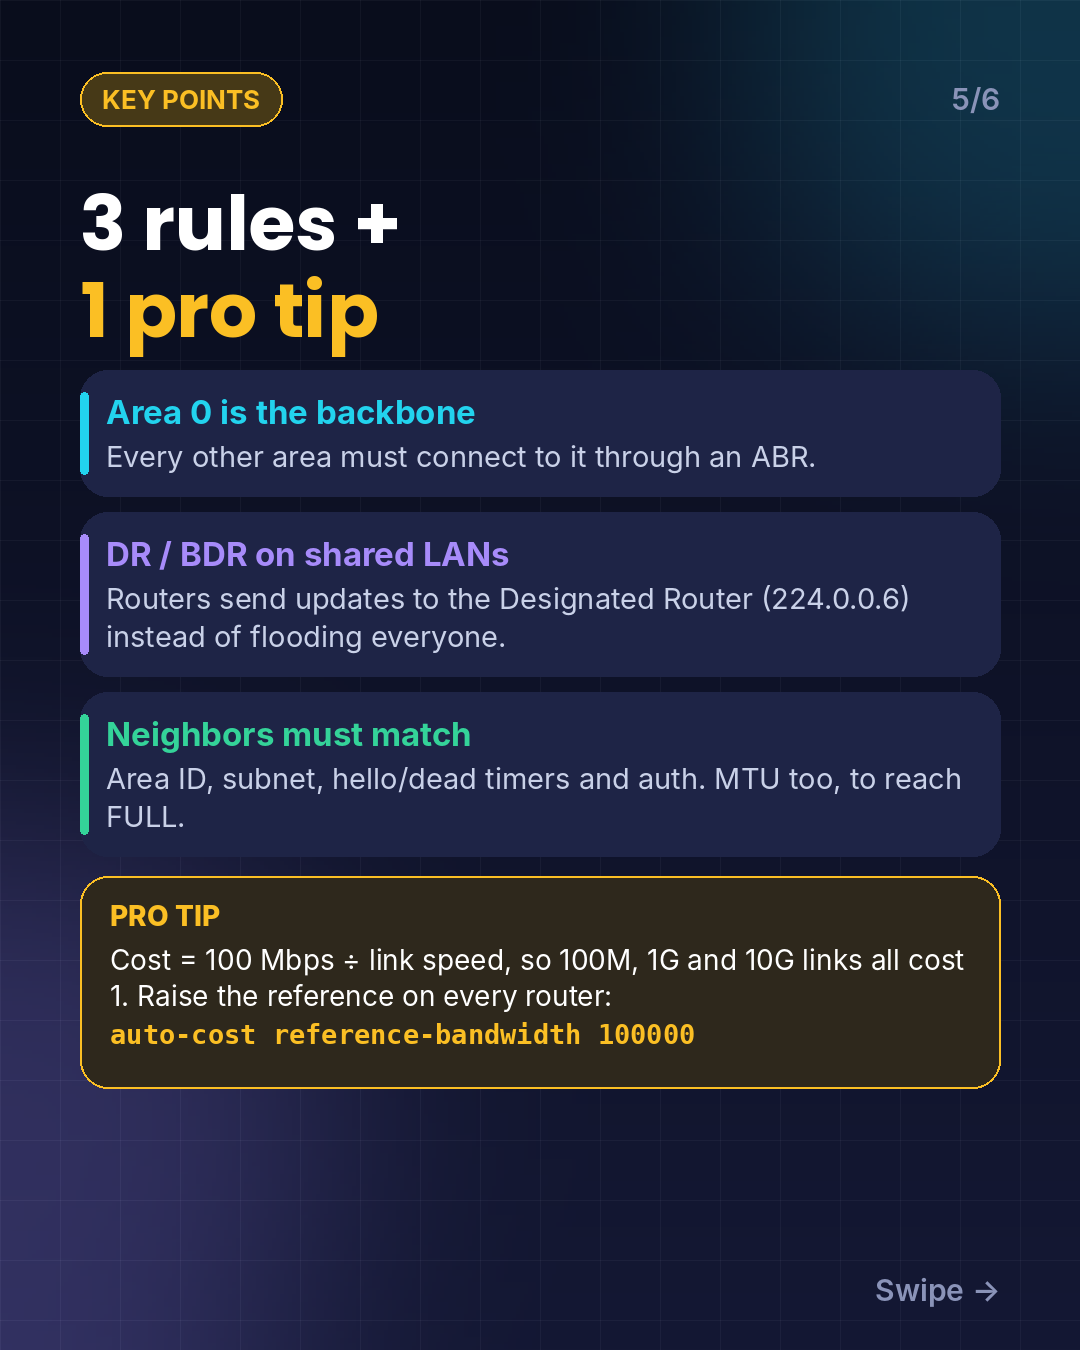 KEY POINTS
5/6
3 rules +
1 pro tip
Area 0 is the backbone
Every other area must connect to it through an ABR.
DR / BDR on shared LANs
Routers send updates to the Designated Router (224.0.0.6)
instead of flooding everyone.
Neighbors must match
Area ID, subnet, hello/dead timers and auth. MTU too, to reach
FULL.
PRO TIP
Cost = 100 Mbps ÷ link speed, so 100M, 1G and 10G links all cost
1. Raise the reference on every router:
auto-cost reference-bandwidth 100000
Swipe →